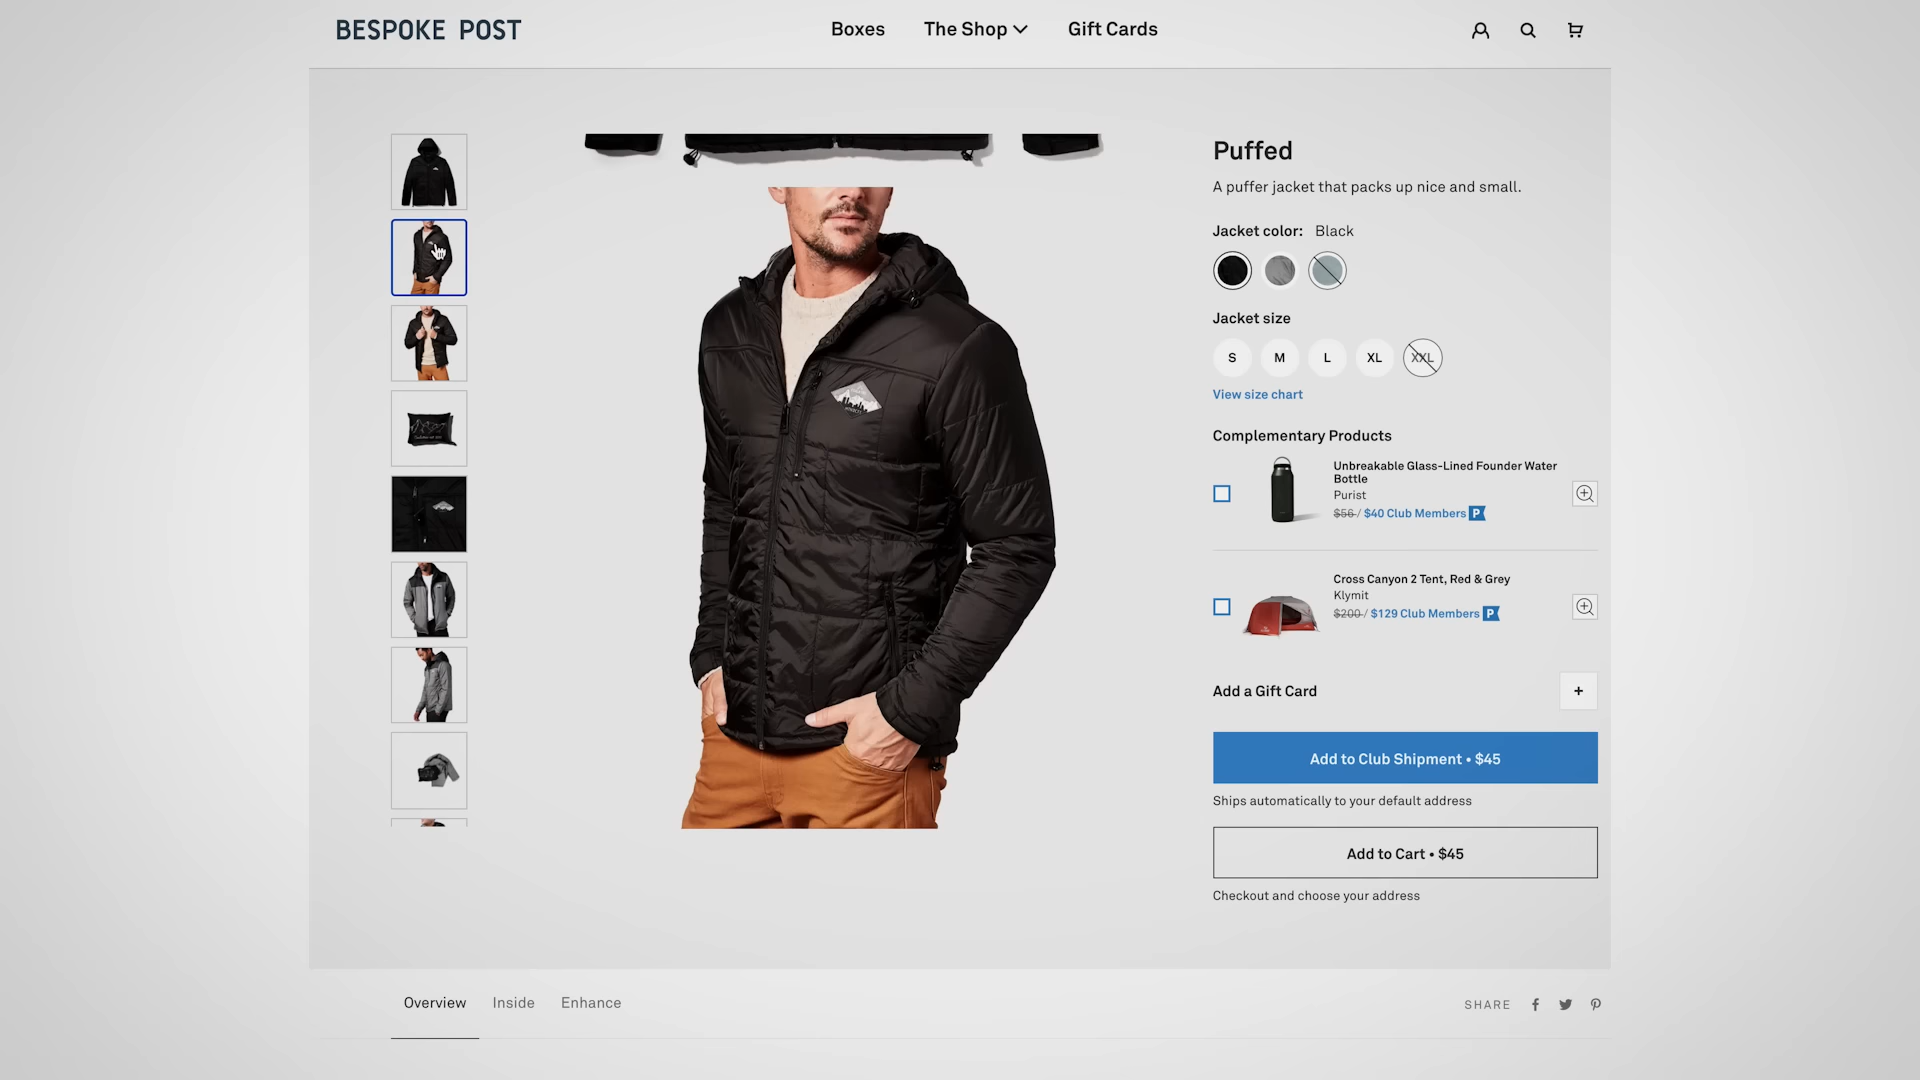 BESPOKE POST
Boxes
The Shop
Gift Cards
Puffed
A puffer jacket that packs up nice and small.
Jacket color: Black
Jacket size
S M L XL XXL
View size chart
Complementary Products
Unbreakable Glass-Lined Founder Water
Bottle
Purist
$56 / $40 Club Members P
Cross Canyon 2 Tent, Red & Grey
Klymit
$200 / $129 Club Members P
Add a Gift Card
+
Add to Club Shipment • $45
Ships automatically to your default address
Add to Cart • $45
Checkout and choose your address
Overview
Inside
Enhance
SHARE